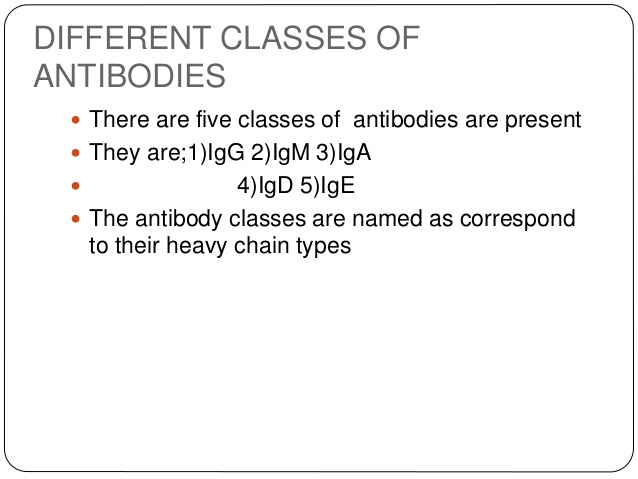 DIFFERENT CLASSES OF
ANTIBODIES
• There are five classes of  antibodies are present
• They are;1)IgG 2)IgM 3)IgA
• 4)IgD 5)IgE
• The antibody classes are named as correspond
to their heavy chain types